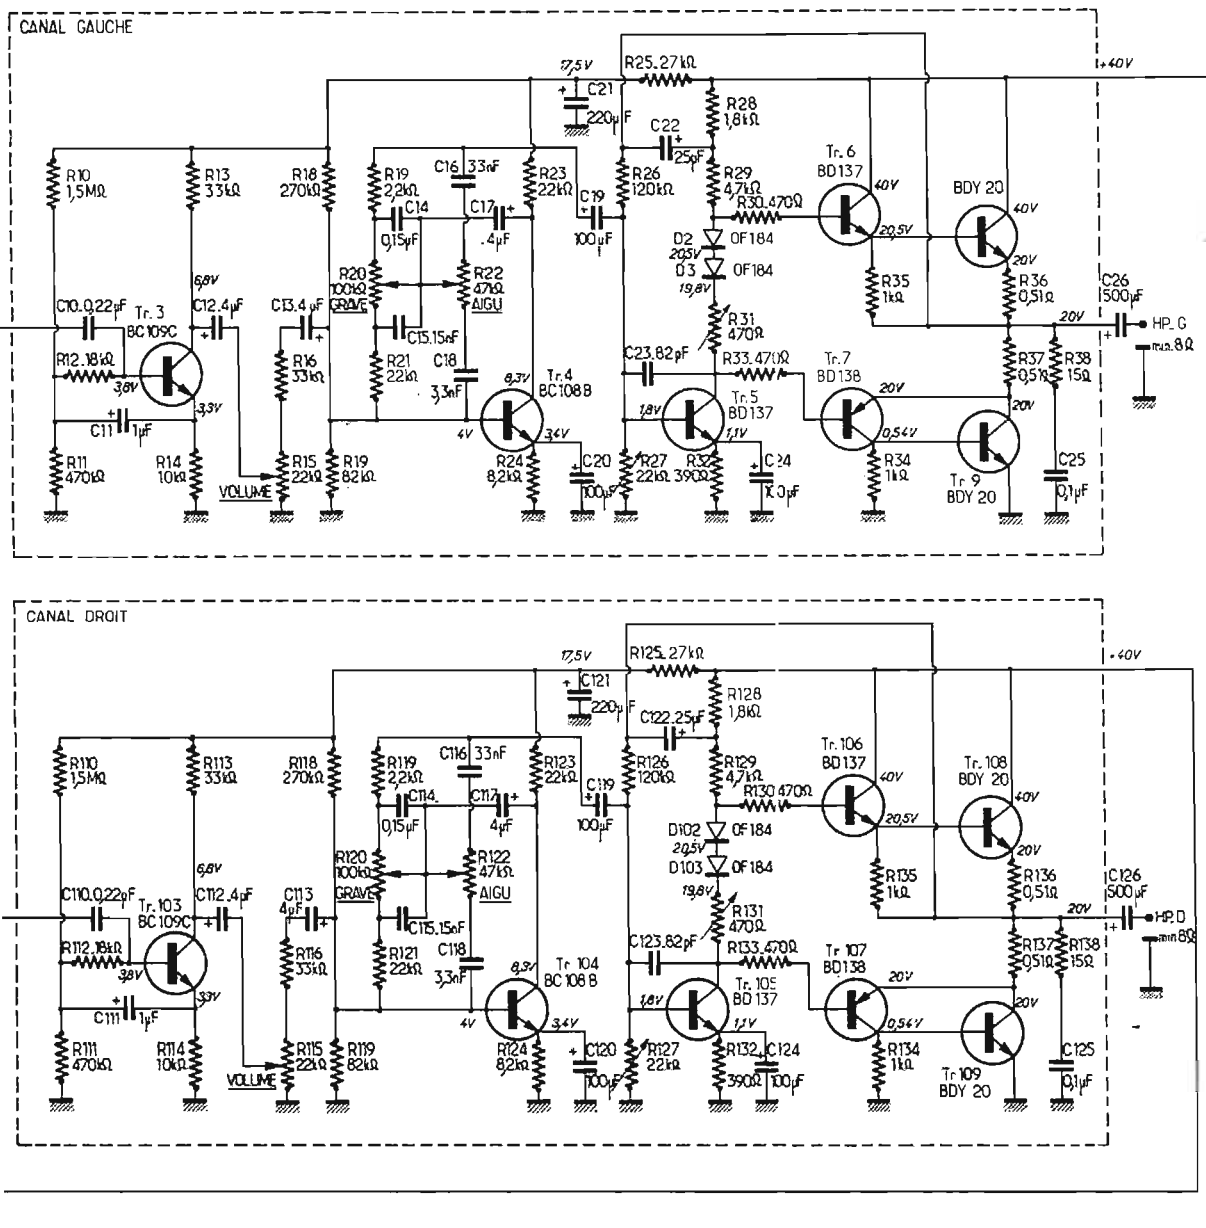 CANAL GAUCHE
+40V
17,5V
R25.27kΩ
C21
220µF
R28
1,8kΩ
C22
25pF
Tr. 6
BD137
BDY 20
R10
1,5MΩ
R13
33kΩ
R18
270kΩ
R19
2,2kΩ
C16 33nF
R23
22kΩ
C19
100µF
R26
120kΩ
R29
4,7kΩ
R30.470Ω
40V
40V
C14
0,15µF
C17
.4µF
D2
OF184
20,5V
D3
OF184
19,8V
20,5V
20V
R20
100kΩ
GRAVE
R22
47kΩ
AIGU
R35
1kΩ
R36
0,51Ω
C26
500µF
6,8V
C10.0,22µF
Tr. 3
BC109C
C12.4µF
C13.4µF
C15.15nF
R31
470Ω
20V
HP_G
min.8Ω
R12.18kΩ
3,8V
R16
33kΩ
R21
22kΩ
C18
3,3nF
C23.82pF
R33.470Ω
Tr.7
BD138
R37
0,51Ω
R38
15Ω
3,3V
C11
1µF
8,3V
Tr.4
BC108B
1,8V
Tr.5
BD137
20V
20V
4V
3,4V
1,1V
0,54V
R11
470kΩ
R14
10kΩ
VOLUME
R15
22kΩ
R19
82kΩ
R24
8,2kΩ
C20
100µF
R27
22kΩ
R32
390Ω
C24
100µF
R34
1kΩ
Tr 9
BDY 20
C25
0,1µF
CANAL DROIT
+40V
17,5V
R125.27kΩ
C121
220µF
R128
1,8kΩ
C122.25pF
Tr. 106
BD137
Tr. 108
BDY 20
R110
1,5MΩ
R113
33kΩ
R118
270kΩ
R119
2,2kΩ
C116 33nF
R123
22kΩ
C119
100µF
R126
120kΩ
R129
4,7kΩ
R130.470Ω
40V
40V
C114
0,15µF
C117
4µF
D102
OF184
20,5V
D103
OF184
19,8V
20,5V
20V
R120
100kΩ
GRAVE
R122
47kΩ
AIGU
R135
1kΩ
R136
0,51Ω
C126
500µF
6,8V
C110.0,22µF
Tr. 103
BC109C
C112.4µF
C113
4µF
C115.15nF
R131
470Ω
20V
HP.D
min 8Ω
R112.18kΩ
3,8V
R116
33kΩ
R121
22kΩ
C118
3,3nF
C123.82pF
R133.470Ω
Tr 107
BD138
R137
0,51Ω
R138
15Ω
3,3V
C111
1µF
8,3V
Tr 104
BC108B
1,8V
Tr. 105
BD137
20V
20V
4V
3,4V
1,1V
0,54V
R111
470kΩ
R114
10kΩ
VOLUME
R115
22kΩ
R119
82kΩ
R124
8,2kΩ
C120
100µF
R127
22kΩ
R132
390Ω
C124
100µF
R134
1kΩ
Tr 109
BDY 20
C125
0,1µF